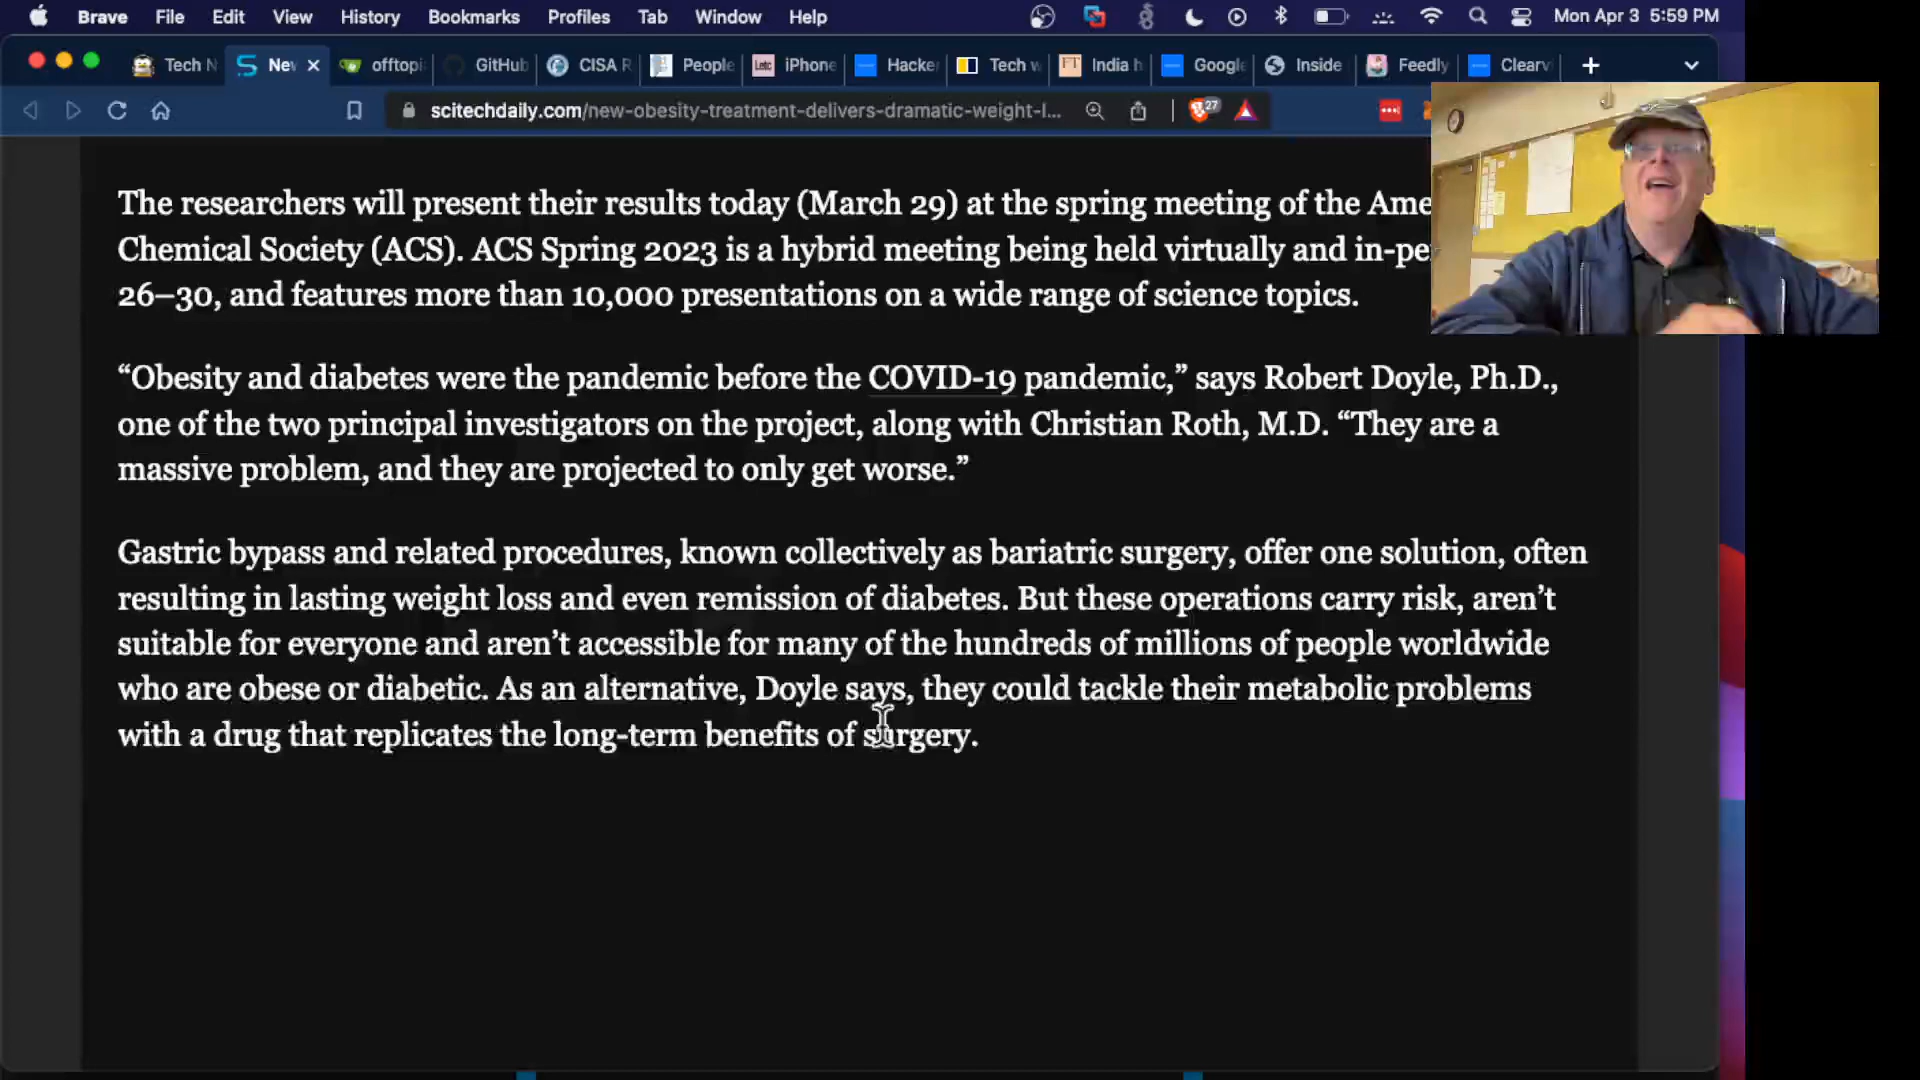 Brave File Edit View History Bookmarks Profiles Tab Window Help Mon Apr 3 5:59 PM
Tech N New offtopi GitHub CISA R People iPhone Hacker Tech w India h Google Inside Feedly Clearv
scitechdaily.com/new-obesity-treatment-delivers-dramatic-weight-l... 27
The researchers will present their results today (March 29) at the spring meeting of the Ame
Chemical Society (ACS). ACS Spring 2023 is a hybrid meeting being held virtually and in-pe
26–30, and features more than 10,000 presentations on a wide range of science topics.
“Obesity and diabetes were the pandemic before the COVID-19 pandemic,” says Robert Doyle, Ph.D.,
one of the two principal investigators on the project, along with Christian Roth, M.D. “They are a
massive problem, and they are projected to only get worse.”
Gastric bypass and related procedures, known collectively as bariatric surgery, offer one solution, often
resulting in lasting weight loss and even remission of diabetes. But these operations carry risk, aren’t
suitable for everyone and aren’t accessible for many of the hundreds of millions of people worldwide
who are obese or diabetic. As an alternative, Doyle says, they could tackle their metabolic problems
with a drug that replicates the long-term benefits of surgery.